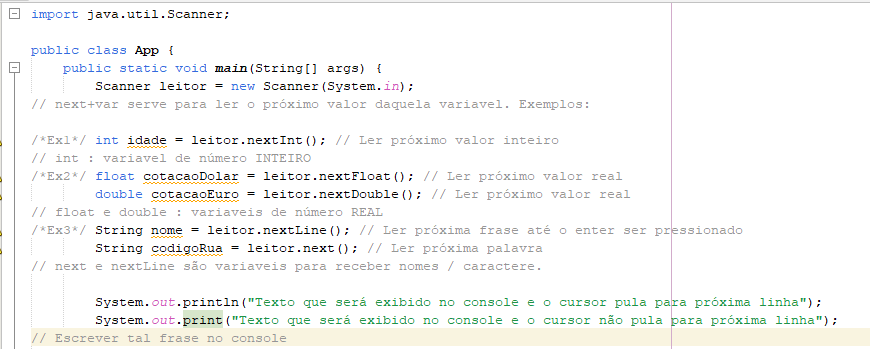 import java.util.Scanner;
public class App {
public static void main(String[] args) {
Scanner leitor = new Scanner(System.in);
// next+var serve para ler o próximo valor daquela variavel. Exemplos:
/*Ex1*/ int idade = leitor.nextInt(); // Ler próximo valor inteiro
// int : variavel de número INTEIRO
/*Ex2*/ float cotacaoDolar = leitor.nextFloat(); // Ler próximo valor real
double cotacaoEuro = leitor.nextDouble(); // Ler próximo valor real
// float e double : variaveis de número REAL
/*Ex3*/ String nome = leitor.nextLine(); // Ler próxima frase até o enter ser pressionado
String codigoRua = leitor.next(); // Ler próxima palavra
// next e nextLine são variaveis para receber nomes / caractere.
System.out.println("Texto que será exibido no console e o cursor pula para próxima linha");
System.out.print("Texto que será exibido no console e o cursor não pula para próxima linha");
// Escrever tal frase no console